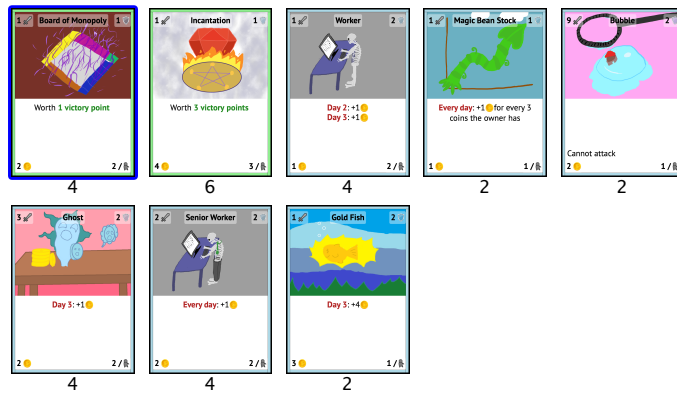 1 Board of Monopoly 1
Worth 1 victory point
2 2 /
4
1 Incantation 1
Worth 3 victory points
4 3 /
6
1 Worker 2
Day 2: +1
Day 3: +1
1 2 /
4
1 Magic Bean Stock 1
Every day: +1 for every 3
coins the owner has
1 1 /
2
9 Bubble 2
Cannot attack
2 1 /
2
3 Ghost 2
Day 3: +1
2 2 /
4
2 Senior Worker 2
Every day: +1
2 2 /
4
1 Gold Fish 2
Day 3: +4
3 1 /
2